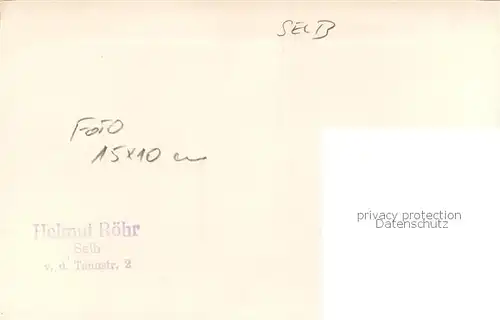 SELB
FOTO
15x10 cm
Helmut Röhr
Selb
v. d. Tannstr. 2
privacy protection
Datenschutz